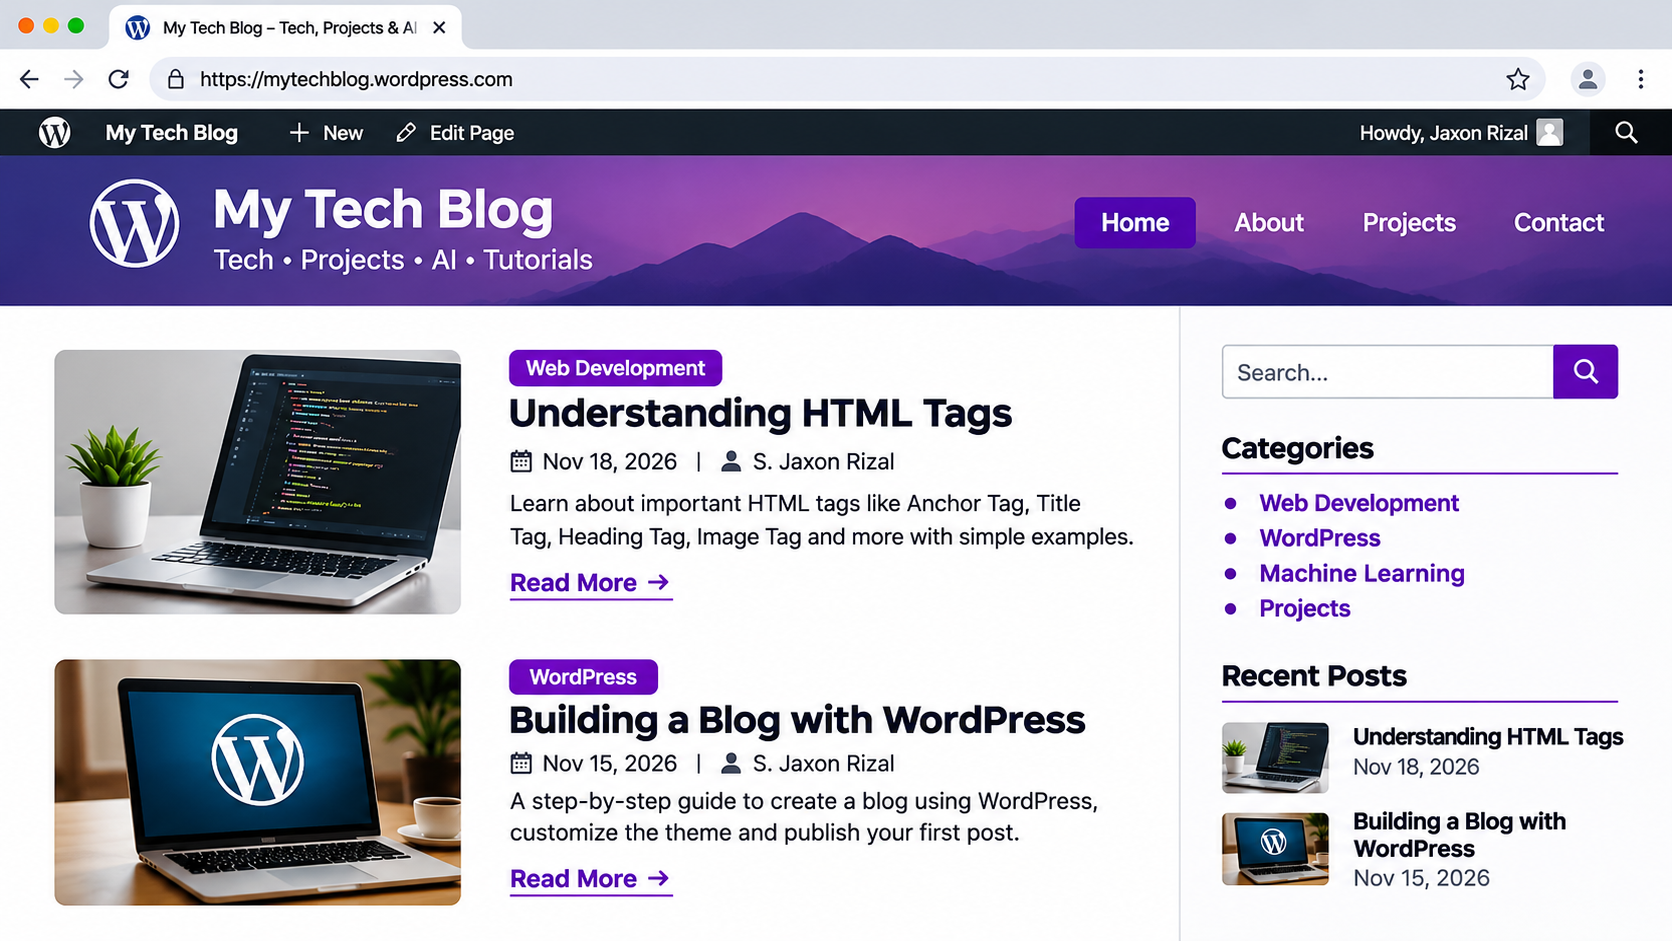 My Tech Blog – Tech, Projects & AI
https://mytechblog.wordpress.com
My Tech Blog
New
Edit Page
Howdy, Jaxon Rizal
My Tech Blog
Tech • Projects • AI • Tutorials
Home
About
Projects
Contact
Web Development
Understanding HTML Tags
Nov 18, 2026 | S. Jaxon Rizal
Learn about important HTML tags like Anchor Tag, Title
Tag, Heading Tag, Image Tag and more with simple examples.
Read More →
WordPress
Building a Blog with WordPress
Nov 15, 2026 | S. Jaxon Rizal
A step-by-step guide to create a blog using WordPress,
customize the theme and publish your first post.
Read More →
Search...
Categories
• Web Development
• WordPress
• Machine Learning
• Projects
Recent Posts
Understanding HTML Tags
Nov 18, 2026
Building a Blog with
WordPress
Nov 15, 2026